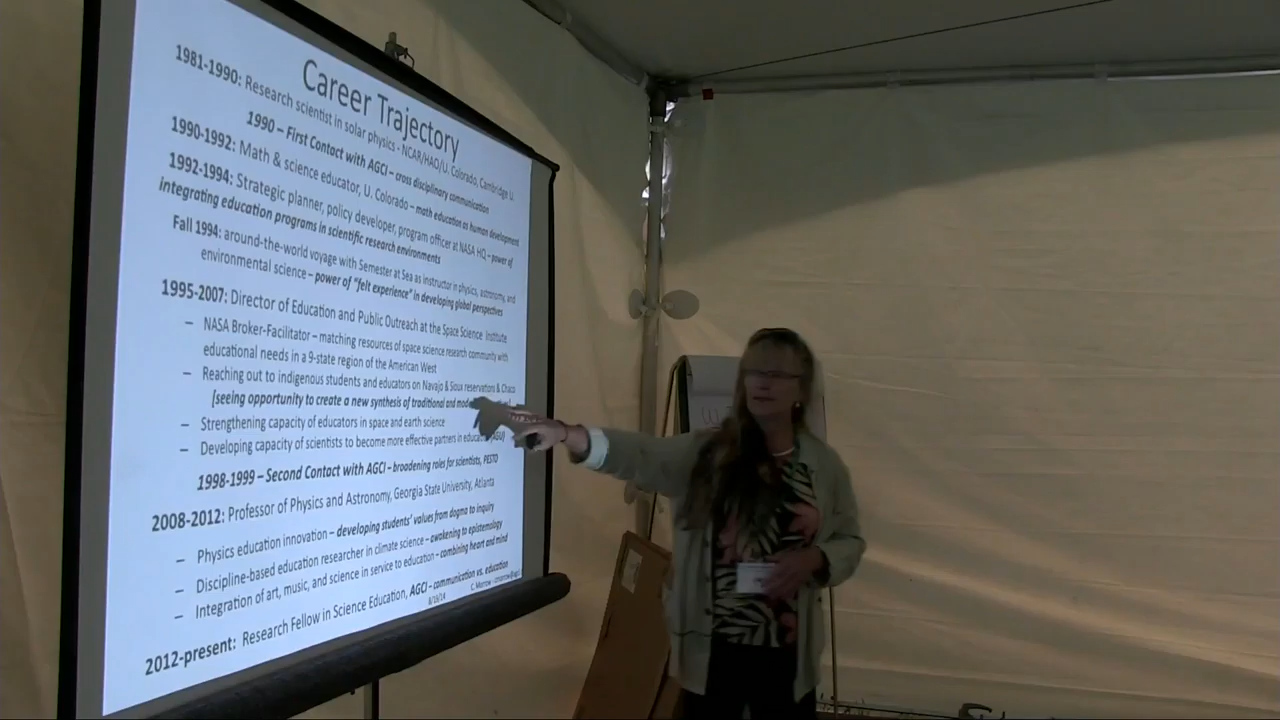 Career Trajectory
1981-1990: Research scientist in solar physics - NCAR/HAO/U. Colorado, Cambridge U.
1990 – First Contact with AGCI – cross disciplinary communication
1990-1992: Math & science educator, U. Colorado – math education as human development
1992-1994: Strategic planner, policy developer, program officer at NASA HQ – power of
integrating education programs in scientific research environments
Fall 1994: around-the-world voyage with Semester at Sea as instructor in physics, astronomy, and
environmental science – power of "felt experience" in developing global perspectives
1995-2007: Director of Education and Public Outreach at the Space Science Institute
– NASA Broker-Facilitator – matching resources of space science research community with
educational needs in a 9-state region of the American West
– Reaching out to indigenous students and educators on Navajo & Sioux reservations & Chaco
[seeing opportunity to create a new synthesis of traditional and
– Strengthening capacity of educators in space and earth science
– Developing capacity of scientists to become more effective partners in
1998-1999 – Second Contact with AGCI – broadening roles for scientists, PESTO
2008-2012: Professor of Physics and Astronomy, Georgia State University, Atlanta
– Physics education innovation – developing students' values from dogma to inquiry
– Discipline-based education researcher in climate science – awakening to epistemology
– Integration of art, music, and science in service to education – combining heart and mind
2012-present: Research Fellow in Science Education, AGCI – communication vs. education
C. Morrow